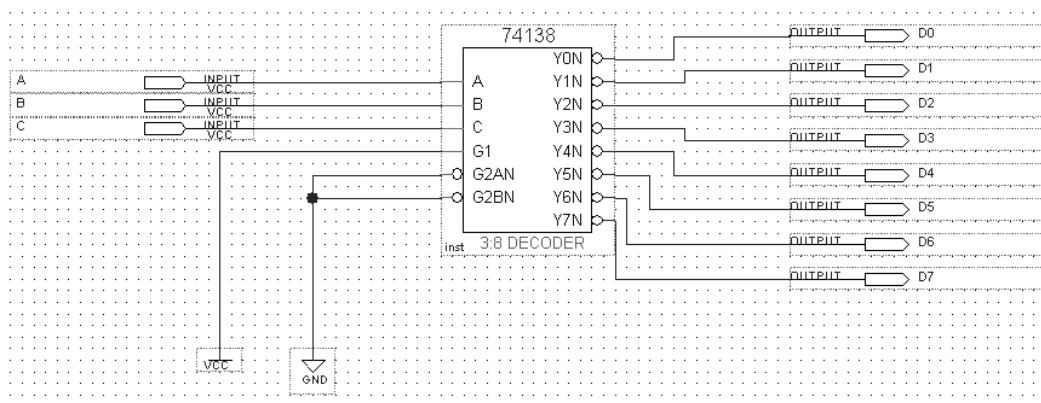 74138
A INPUT VCC
B INPUT VCC
C INPUT VCC
A
B
C
G1
G2AN
G2BN
Y0N
Y1N
Y2N
Y3N
Y4N
Y5N
Y6N
Y7N
inst 3:8 DECODER
OUTPUT D0
OUTPUT D1
OUTPUT D2
OUTPUT D3
OUTPUT D4
OUTPUT D5
OUTPUT D6
OUTPUT D7
VCC
GND